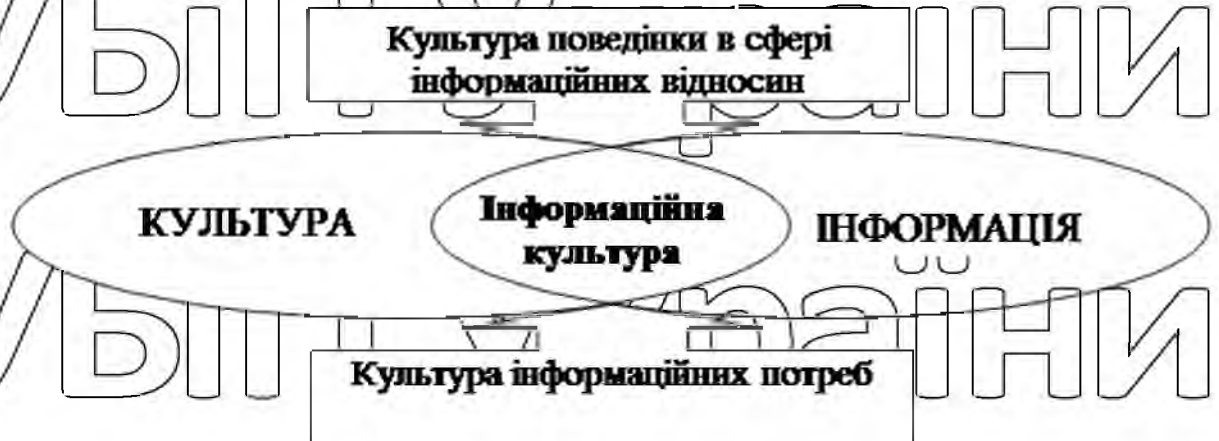 Культура поведінки в сфері
інформаційних відносин
КУЛЬТУРА
Інформаційна
культура
ІНФОРМАЦІЯ
Культура інформаційних потреб